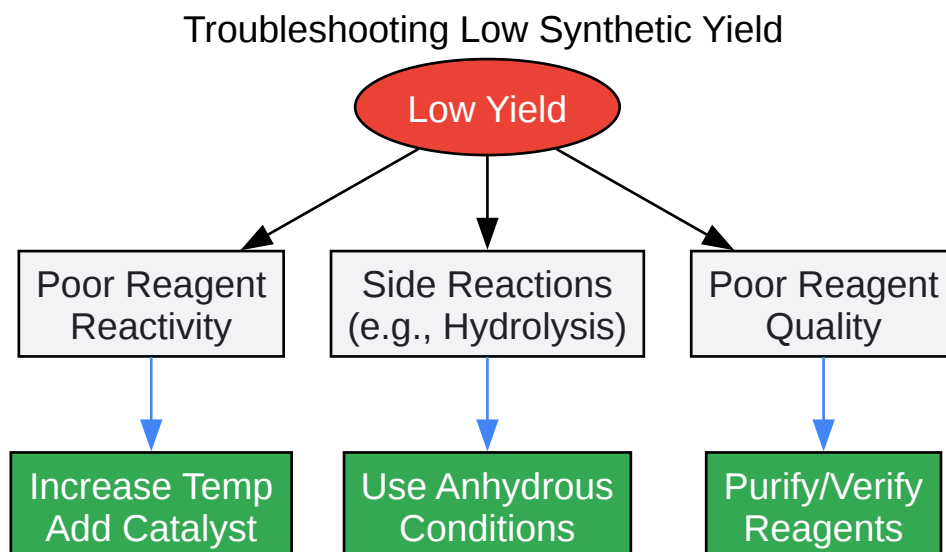 Troubleshooting Low Synthetic Yield
Low Yield
Poor Reagent
Reactivity
Side Reactions
(e.g., Hydrolysis)
Poor Reagent
Quality
Increase Temp
Add Catalyst
Use Anhydrous
Conditions
Purify/Verify
Reagents